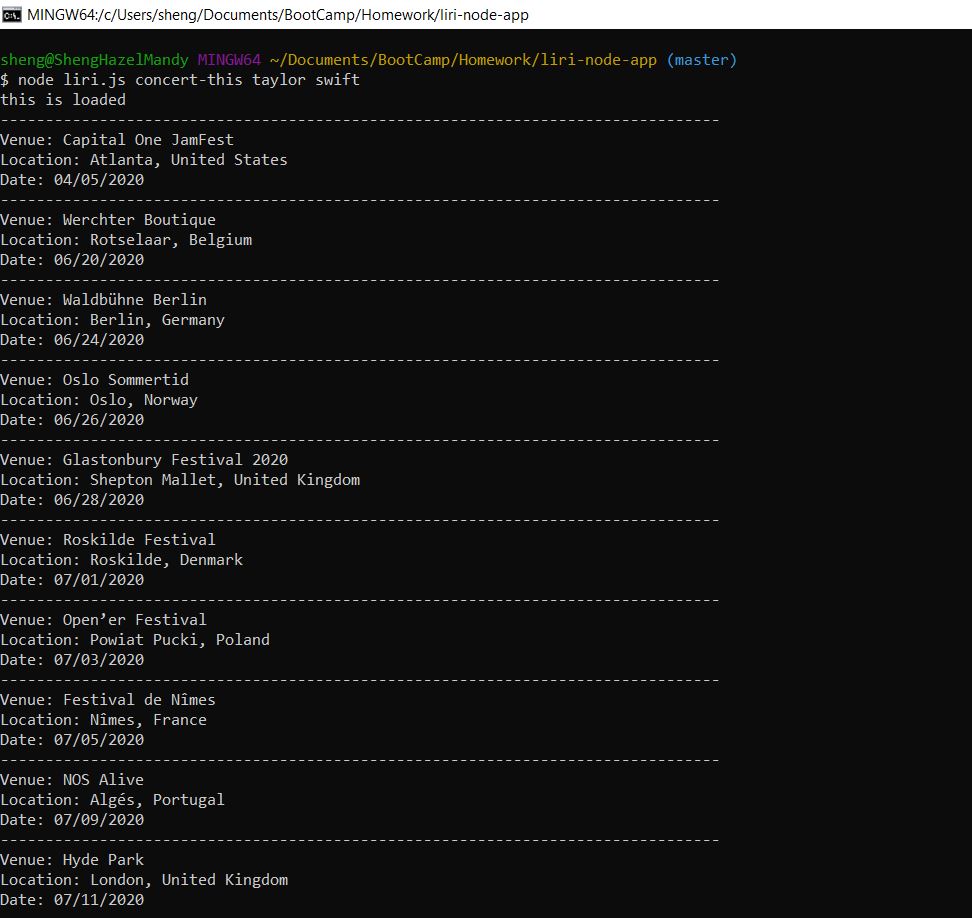 MINGW64:/c/Users/sheng/Documents/BootCamp/Homework/liri-node-app
sheng@ShengHazelMandy MINGW64 ~/Documents/BootCamp/Homework/liri-node-app (master)
$ node liri.js concert-this taylor swift
this is loaded
--------------------------------------------------------------------------------
Venue: Capital One JamFest
Location: Atlanta, United States
Date: 04/05/2020
--------------------------------------------------------------------------------
Venue: Werchter Boutique
Location: Rotselaar, Belgium
Date: 06/20/2020
--------------------------------------------------------------------------------
Venue: Waldbühne Berlin
Location: Berlin, Germany
Date: 06/24/2020
--------------------------------------------------------------------------------
Venue: Oslo Sommertid
Location: Oslo, Norway
Date: 06/26/2020
--------------------------------------------------------------------------------
Venue: Glastonbury Festival 2020
Location: Shepton Mallet, United Kingdom
Date: 06/28/2020
--------------------------------------------------------------------------------
Venue: Roskilde Festival
Location: Roskilde, Denmark
Date: 07/01/2020
--------------------------------------------------------------------------------
Venue: Open’er Festival
Location: Powiat Pucki, Poland
Date: 07/03/2020
--------------------------------------------------------------------------------
Venue: Festival de Nîmes
Location: Nîmes, France
Date: 07/05/2020
--------------------------------------------------------------------------------
Venue: NOS Alive
Location: Algés, Portugal
Date: 07/09/2020
--------------------------------------------------------------------------------
Venue: Hyde Park
Location: London, United Kingdom
Date: 07/11/2020